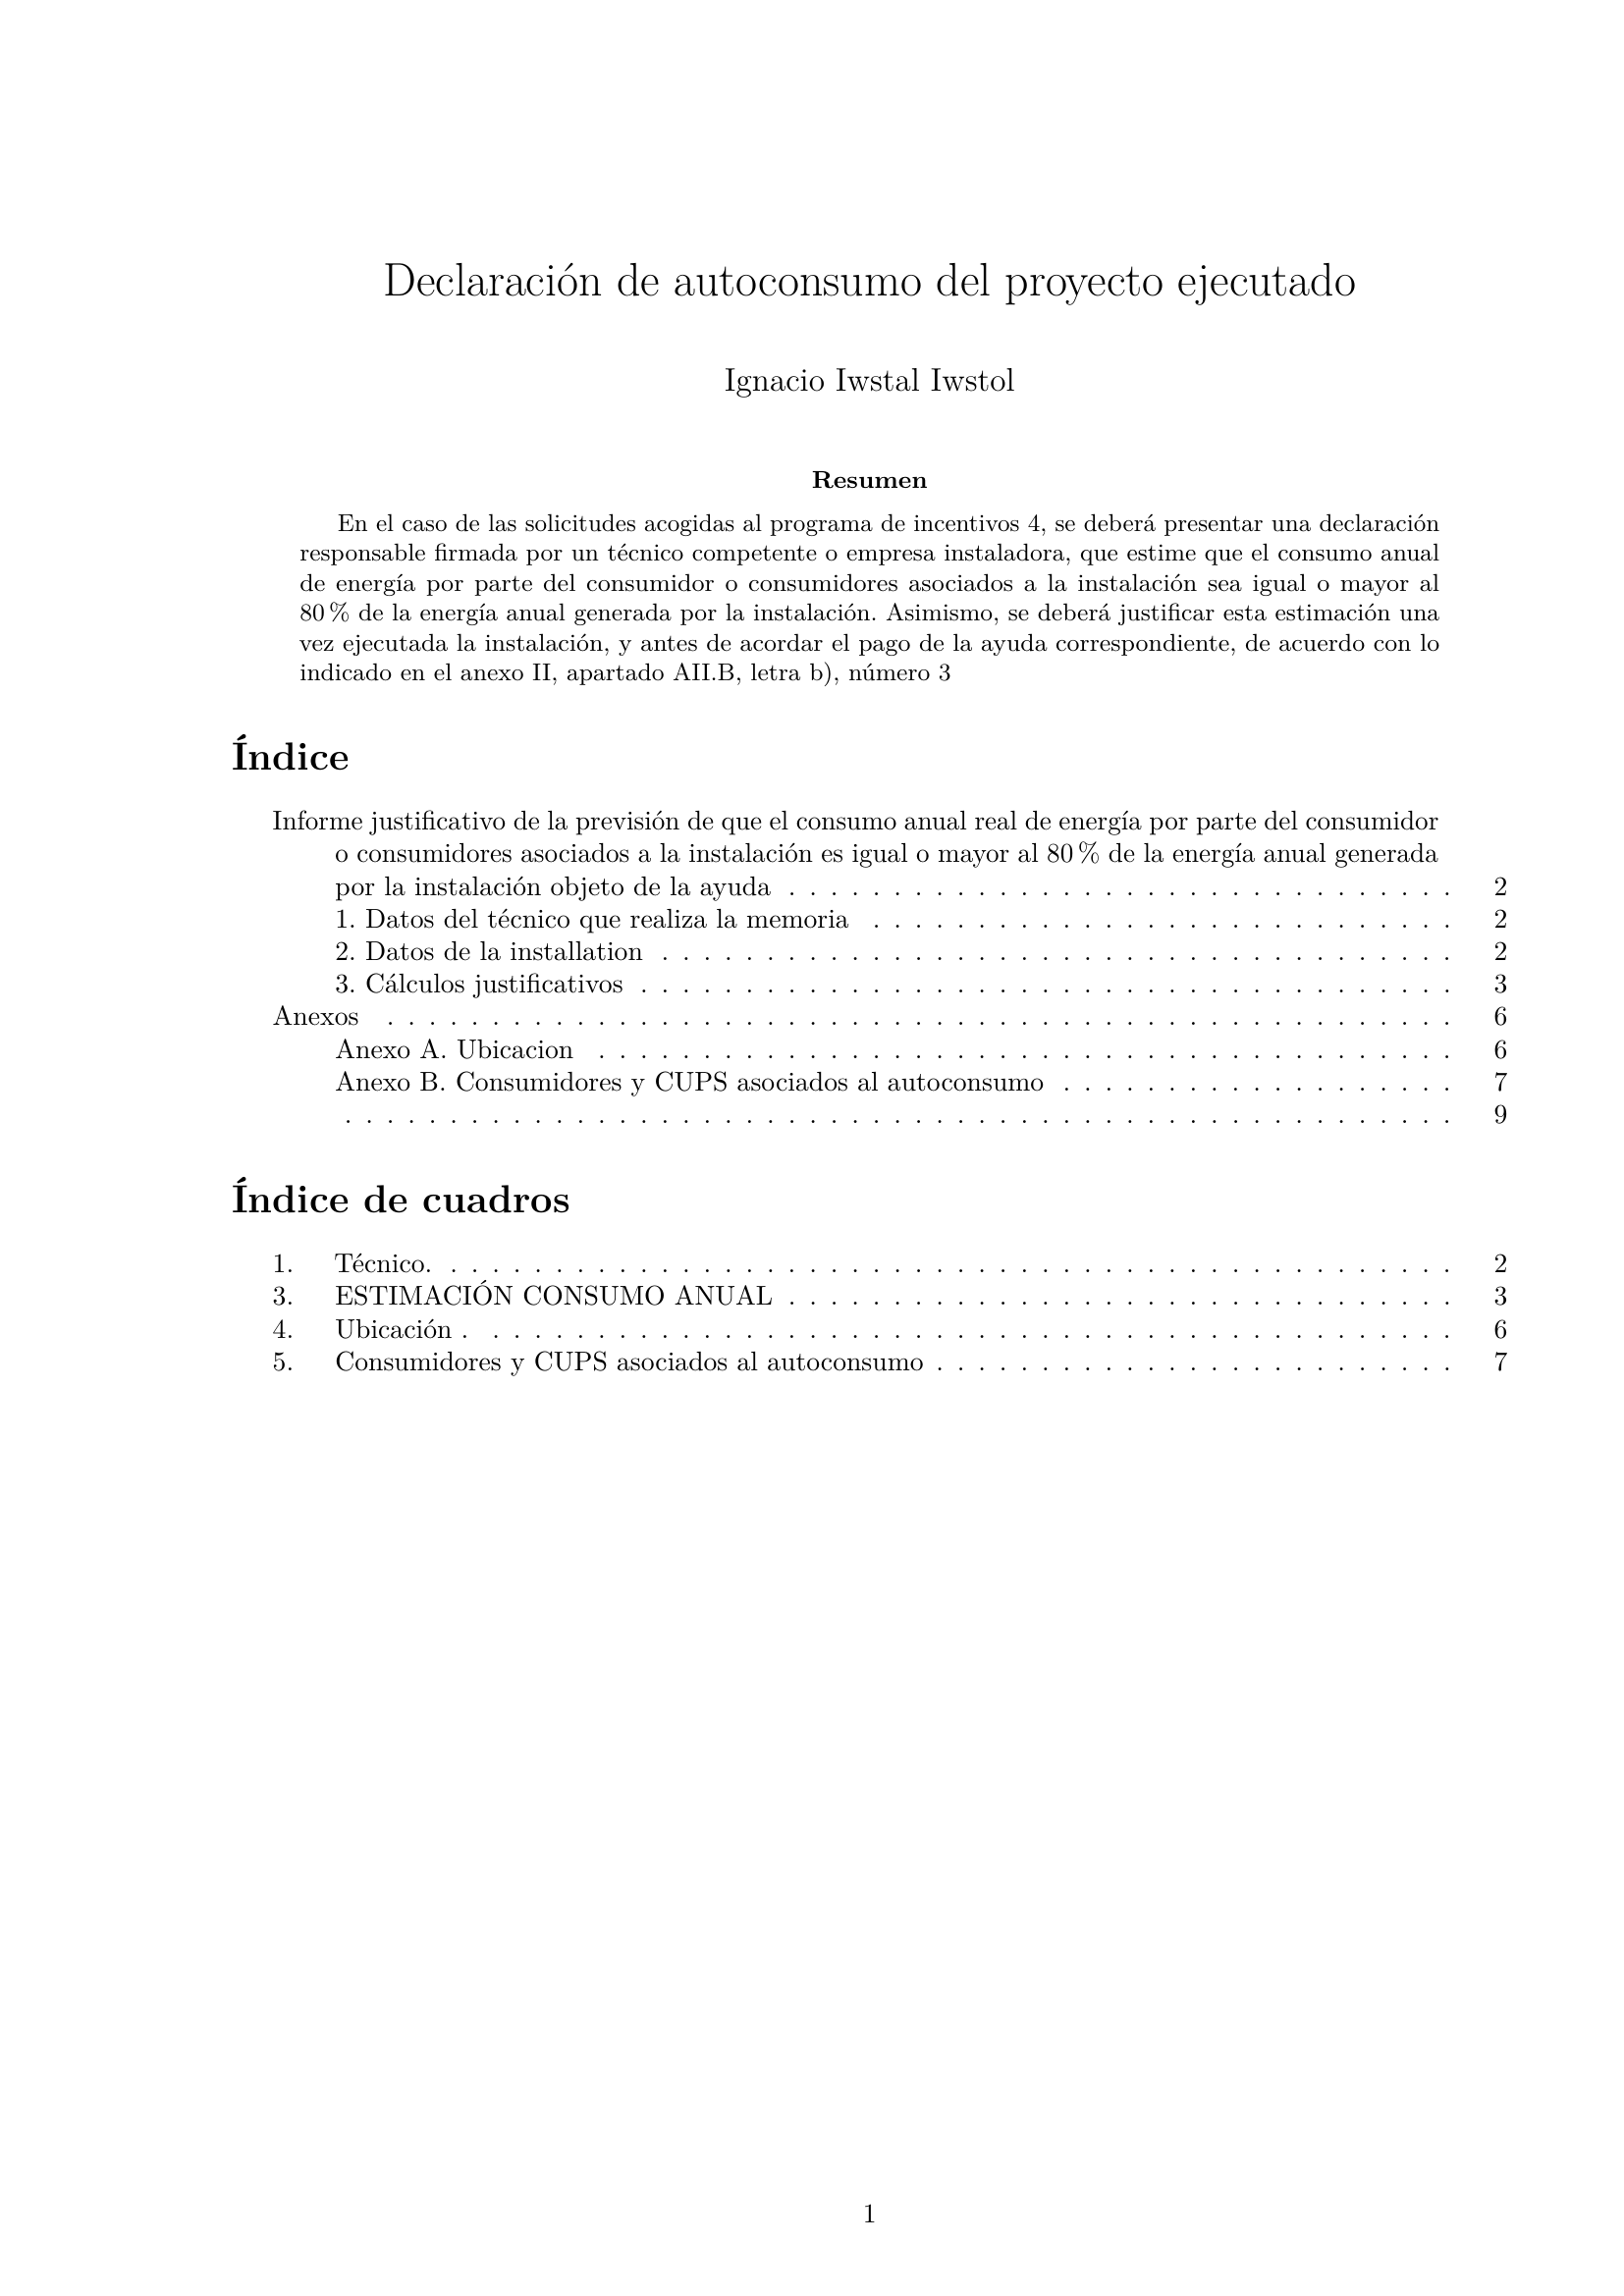 Declaración de autoconsumo del proyecto ejecutado
Ignacio Iwstal Iwstol
Resumen
En el caso de las solicitudes acogidas al programa de incentivos 4, se deberá presentar una declaración
responsable firmada por un técnico competente o empresa instaladora, que estime que el consumo anual
de energía por parte del consumidor o consumidores asociados a la instalación sea igual o mayor al
80 % de la energía anual generada por la instalación. Asimismo, se deberá justificar esta estimación una
vez ejecutada la instalación, y antes de acordar el pago de la ayuda correspondiente, de acuerdo con lo
indicado en el anexo II, apartado AII.B, letra b), número 3
Índice
Informe justificativo de la previsión de que el consumo anual real de energía por parte del consumidor
o consumidores asociados a la instalación es igual o mayor al 80 % de la energía anual generada
por la instalación objeto de la ayuda . . . . . . . . . . . . . . . . . . . . . . . . . . . . . . . . 2
1. Datos del técnico que realiza la memoria . . . . . . . . . . . . . . . . . . . . . . . . . . . . 2
2. Datos de la installation . . . . . . . . . . . . . . . . . . . . . . . . . . . . . . . . . . . . . . 2
3. Cálculos justificativos . . . . . . . . . . . . . . . . . . . . . . . . . . . . . . . . . . . . . . . 3
Anexos . . . . . . . . . . . . . . . . . . . . . . . . . . . . . . . . . . . . . . . . . . . . . . . . . . . 6
Anexo A. Ubicacion . . . . . . . . . . . . . . . . . . . . . . . . . . . . . . . . . . . . . . . . . 6
Anexo B. Consumidores y CUPS asociados al autoconsumo . . . . . . . . . . . . . . . . . . . 7
. . . . . . . . . . . . . . . . . . . . . . . . . . . . . . . . . . . . . . . . . . . . . . . . . . . . . 9
Índice de cuadros
1. Técnico. . . . . . . . . . . . . . . . . . . . . . . . . . . . . . . . . . . . . . . . . . . . . . . . . 2
3. ESTIMACIÓN CONSUMO ANUAL . . . . . . . . . . . . . . . . . . . . . . . . . . . . . . . . 3
4. Ubicación . . . . . . . . . . . . . . . . . . . . . . . . . . . . . . . . . . . . . . . . . . . . . . . 6
5. Consumidores y CUPS asociados al autoconsumo . . . . . . . . . . . . . . . . . . . . . . . . . 7
1